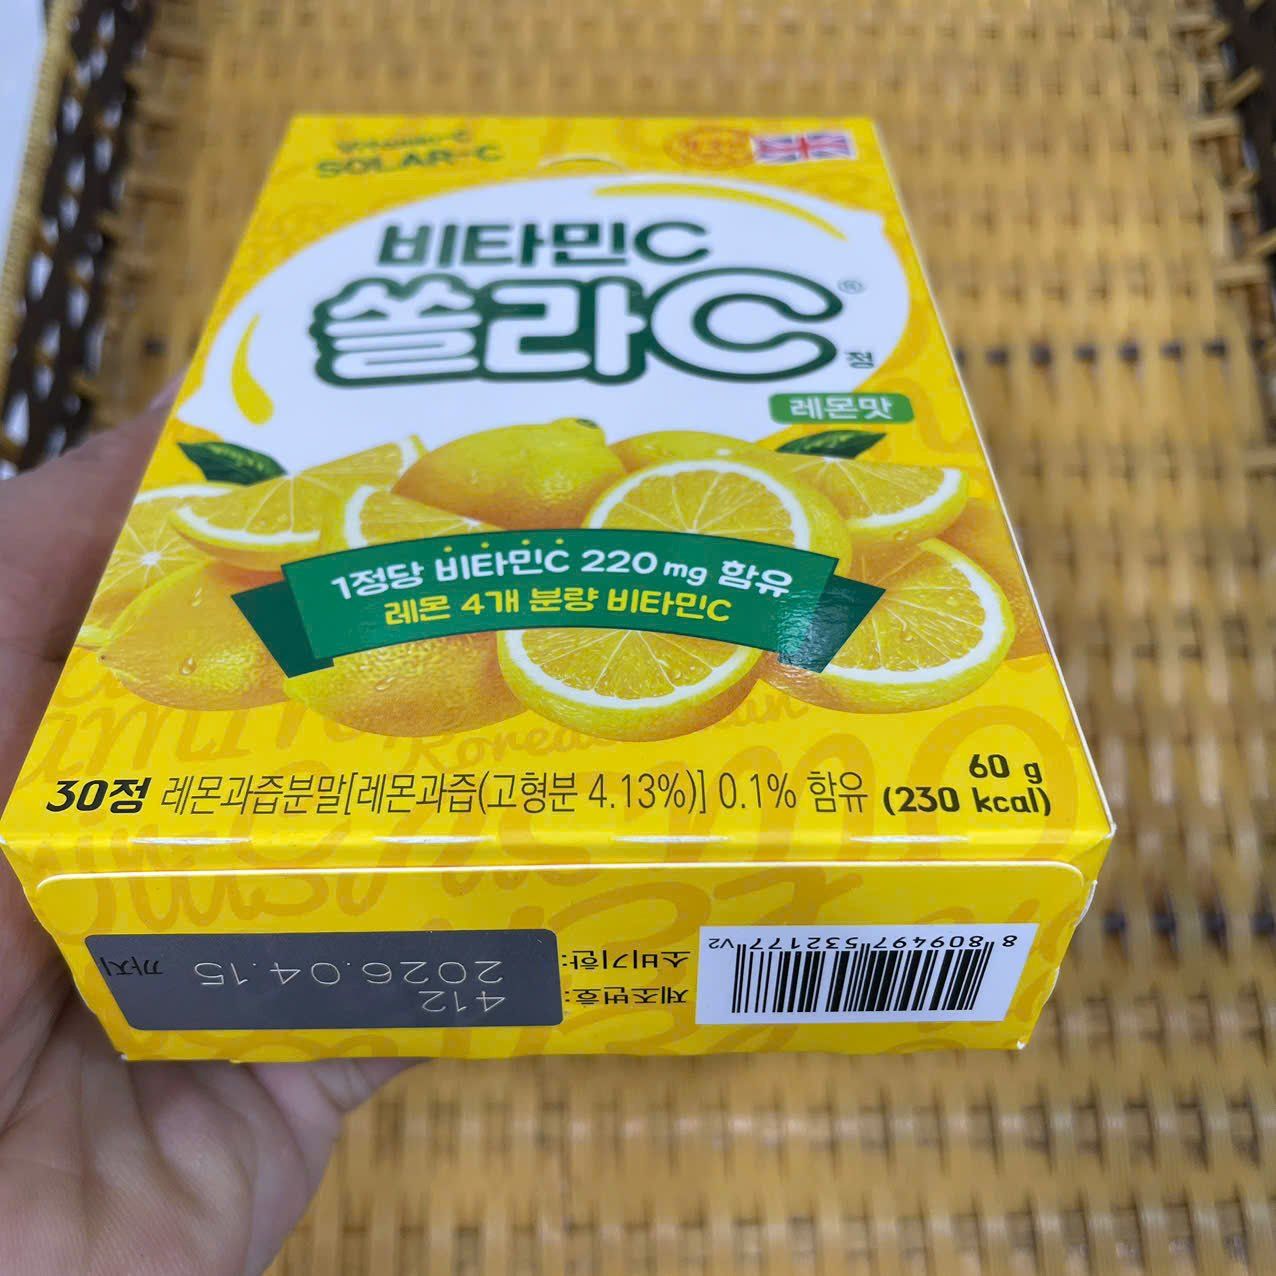 Vitamin-C
SOLAR-C
비타민C
쏠라C®
정
레몬맛
1정당 비타민C 220mg 함유
레몬 4개 분량 비타민C
30정 레몬과즙분말[레몬과즙(고형분 4.13%)] 0.1% 함유
60 g
(230 kcal)
제조번호: 412
소비기한: 2026.04.15 까지
8 809497 532177 V2